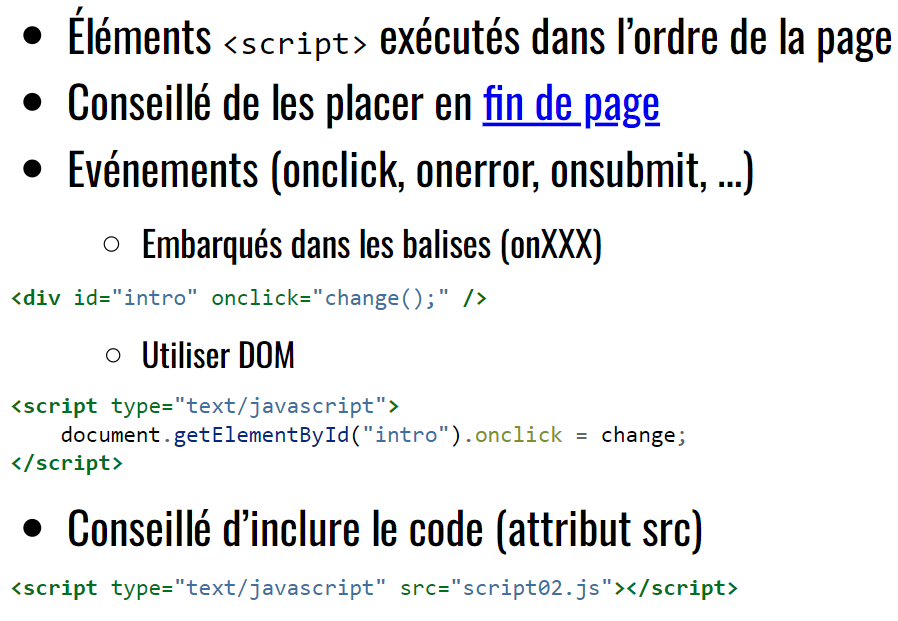 Éléments <script> exécutés dans l’ordre de la page
Conseillé de les placer en fin de page
Evénements (onclick, onerror, onsubmit, ...)
Embarqués dans les balises (onXXX)
<div id="intro" onclick="change();" />
Utiliser DOM
<script type="text/javascript">
document.getElementById("intro").onclick = change;
</script>
Conseillé d’inclure le code (attribut src)
<script type="text/javascript" src="script02.js"></script>